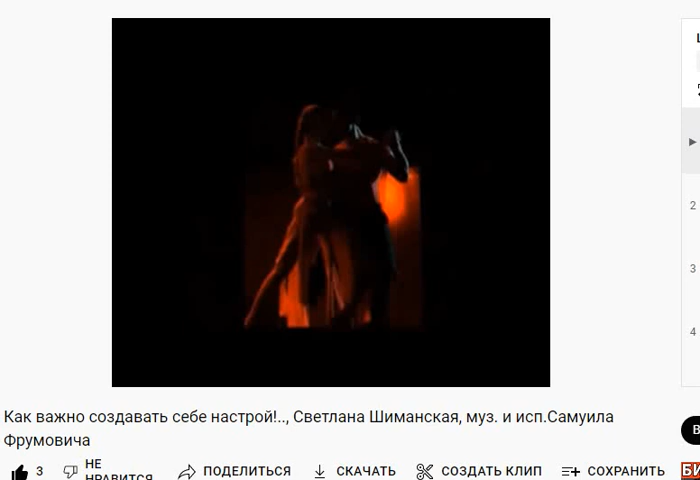 Как важно создавать себе настрой!.., Светлана Шиманская, муз. и исп.Самуила
Фрумовича
3 НЕ НРАВИТСЯ ПОДЕЛИТЬСЯ СКАЧАТЬ СОЗДАТЬ КЛИП СОХРАНИТЬ
2
3
4